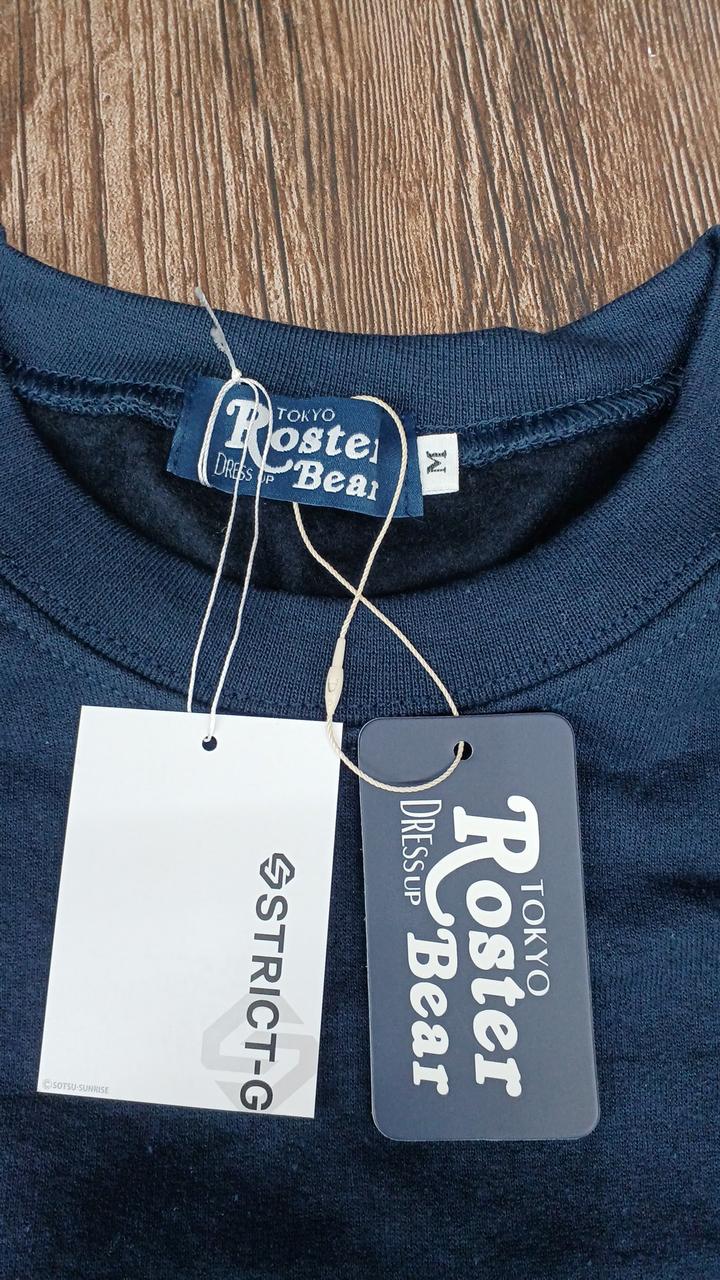 TOKYO
Roster
DRESS UP
Bear
M
STRICT-G
©SOTSU·SUNRISE
TOKYO
Roster
DRESS UP
Bear